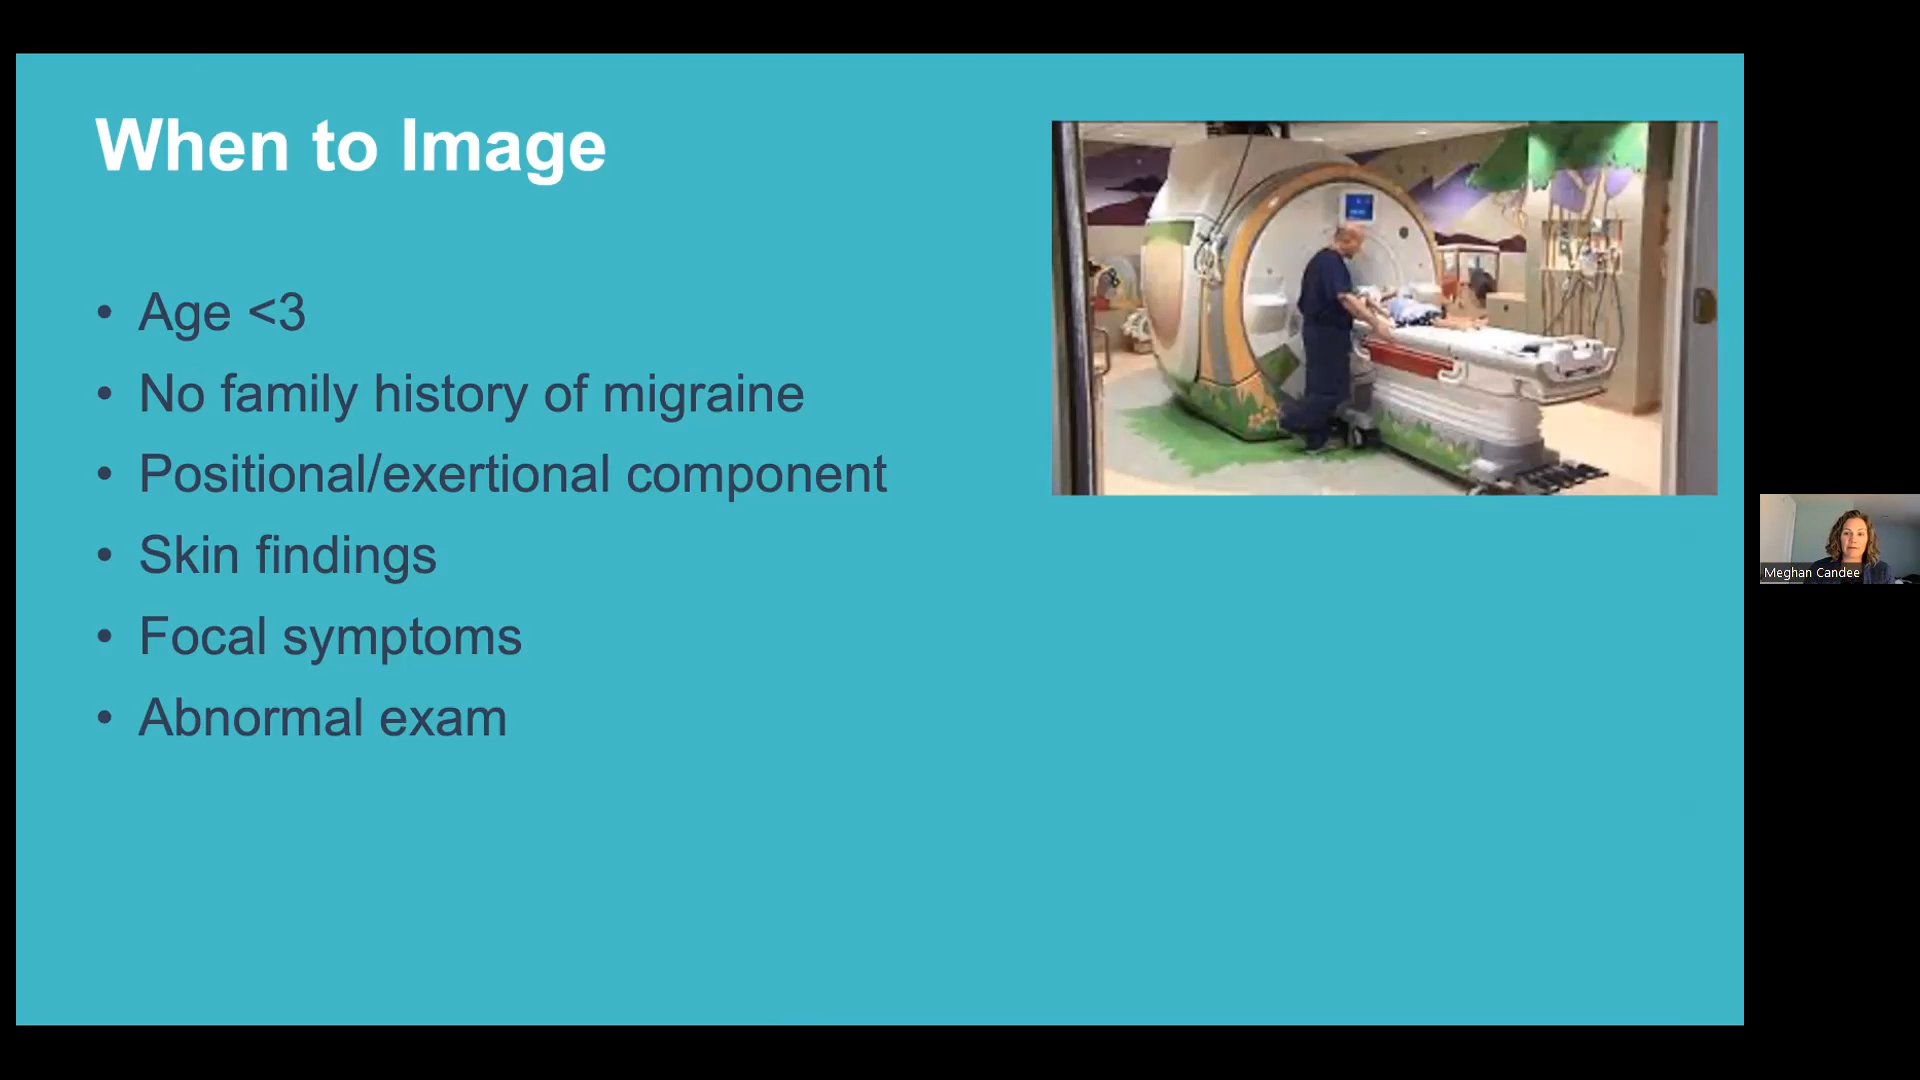 When to Image
• Age <3
• No family history of migraine
• Positional/exertional component
• Skin findings
• Focal symptoms
• Abnormal exam
Meghan Candee